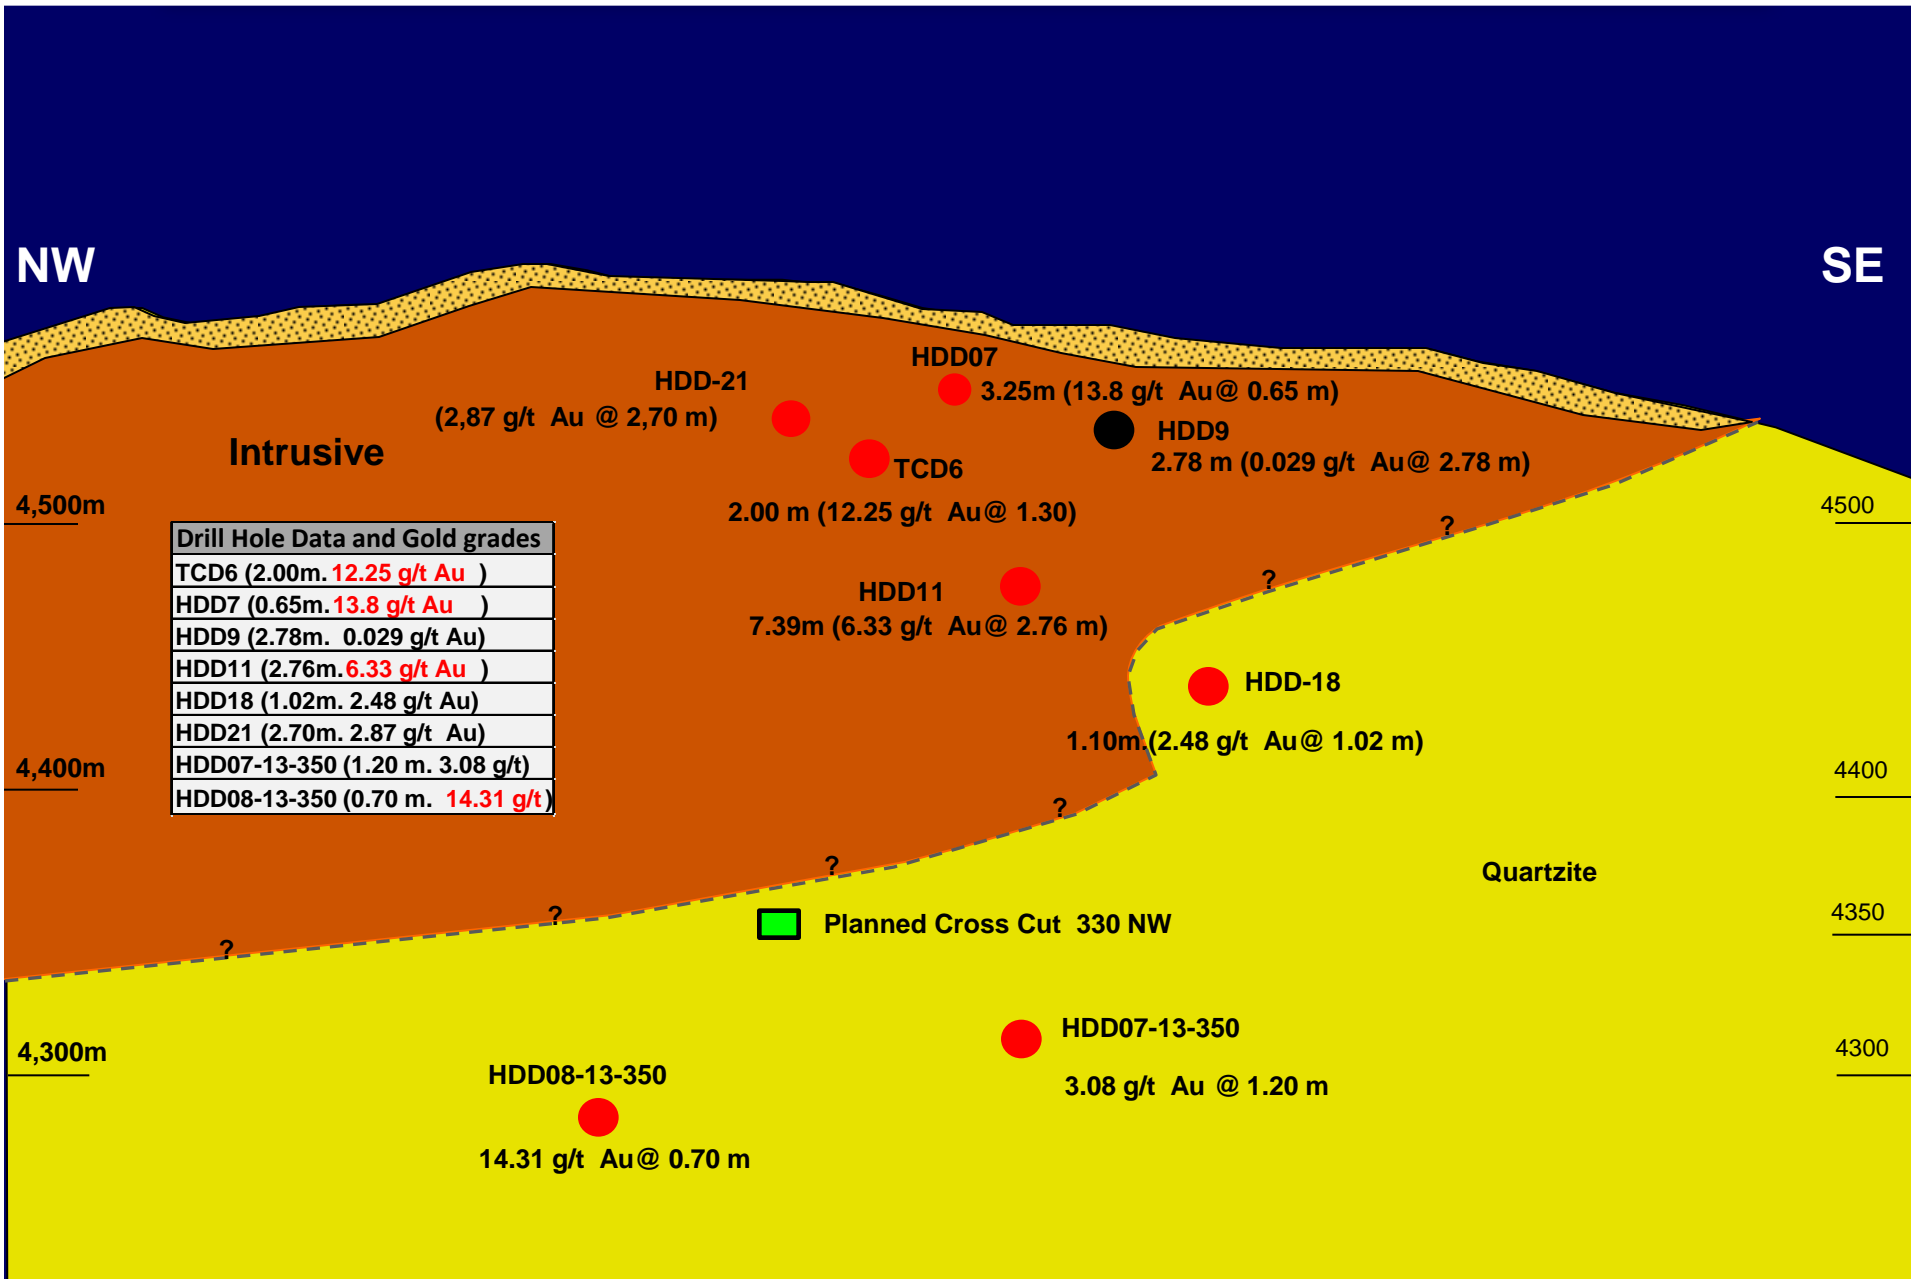 NW
SE
HDD07
3.25m (13.8 g/t Au@ 0.65 m)
HDD-21
(2,87 g/t Au @ 2,70 m)
HDD9
2.78 m (0.029 g/t Au@ 2.78 m)
Intrusive
TCD6
2.00 m (12.25 g/t Au@ 1.30)
4,500m
4500
?
Drill Hole Data and Gold grades
TCD6 (2.00m. 12.25 g/t Au )
HDD7 (0.65m. 13.8 g/t Au )
HDD9 (2.78m. 0.029 g/t Au)
HDD11 (2.76m. 6.33 g/t Au )
HDD18 (1.02m. 2.48 g/t Au)
HDD21 (2.70m. 2.87 g/t Au)
HDD07-13-350 (1.20 m. 3.08 g/t)
HDD08-13-350 (0.70 m. 14.31 g/t)
?
HDD11
7.39m (6.33 g/t Au@ 2.76 m)
HDD-18
1.10m.(2.48 g/t Au@ 1.02 m)
4,400m
4400
?
?
Quartzite
?
4350
Planned Cross Cut 330 NW
?
HDD07-13-350
3.08 g/t Au @ 1.20 m
4,300m
4300
HDD08-13-350
14.31 g/t Au@ 0.70 m